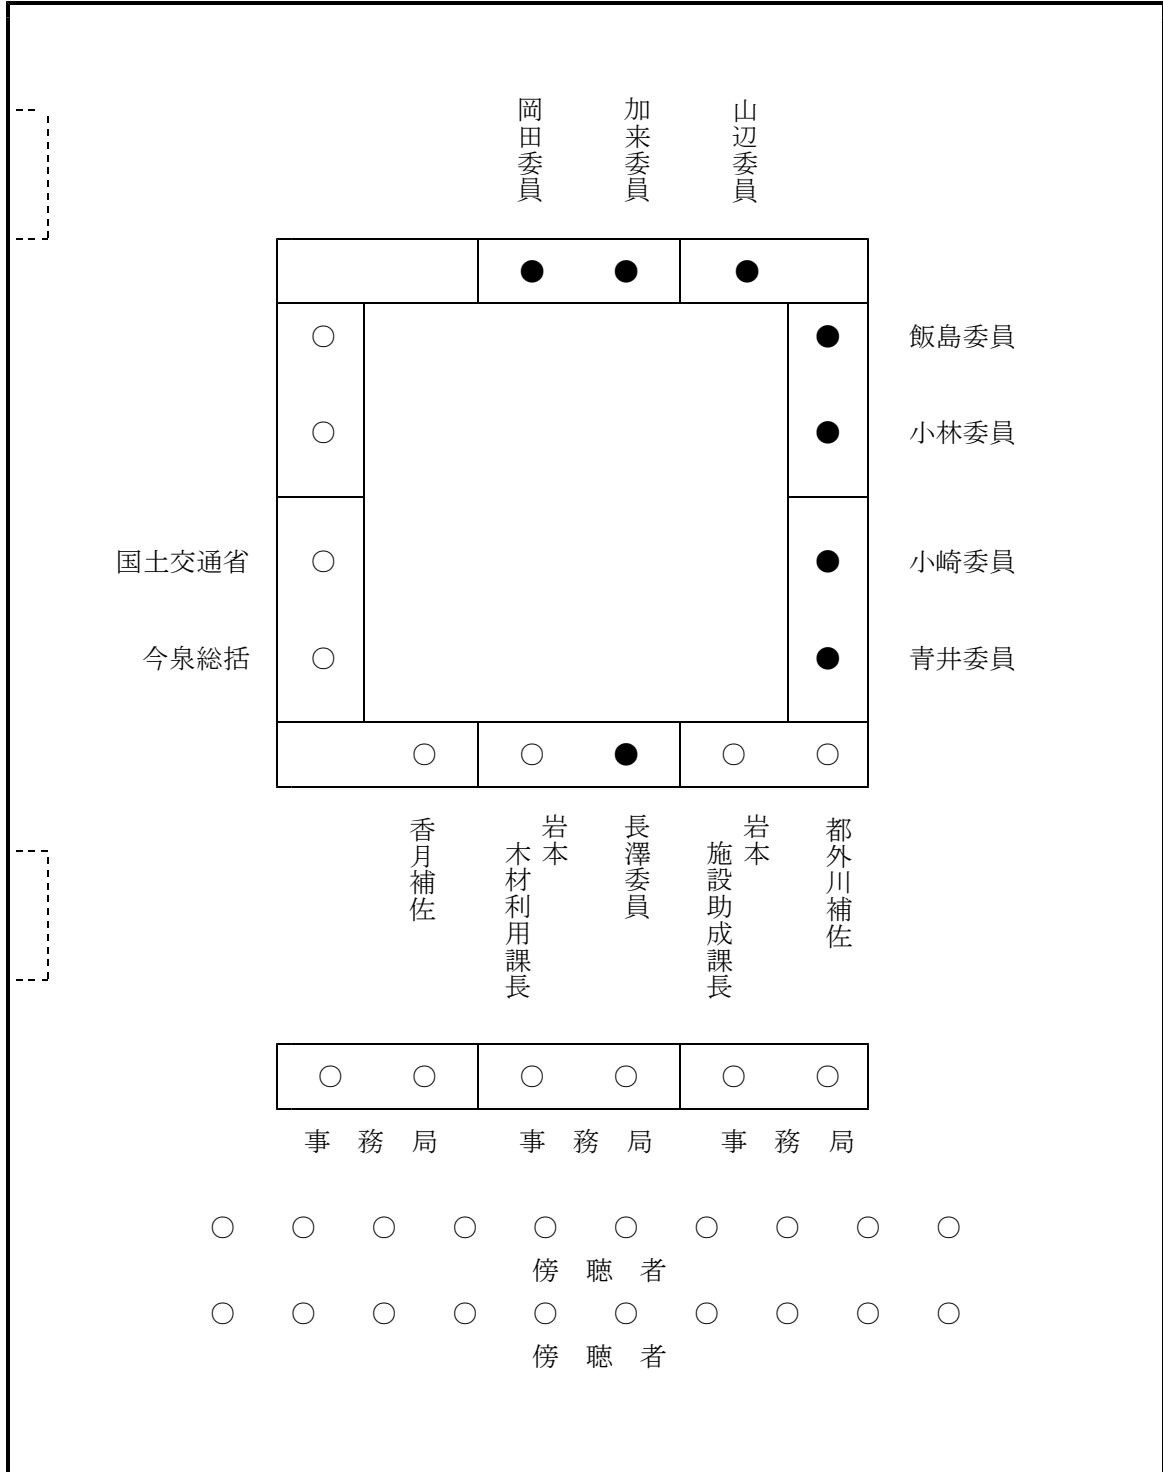 岡田委員
加来委員
山辺委員
飯島委員
小林委員
国土交通省
小崎委員
今泉総括
青井委員
香月補佐
岩本
木材利用課長
長澤委員
岩本
施設助成課長
都外川補佐
事務局
事務局
事務局
傍聴者
傍聴者